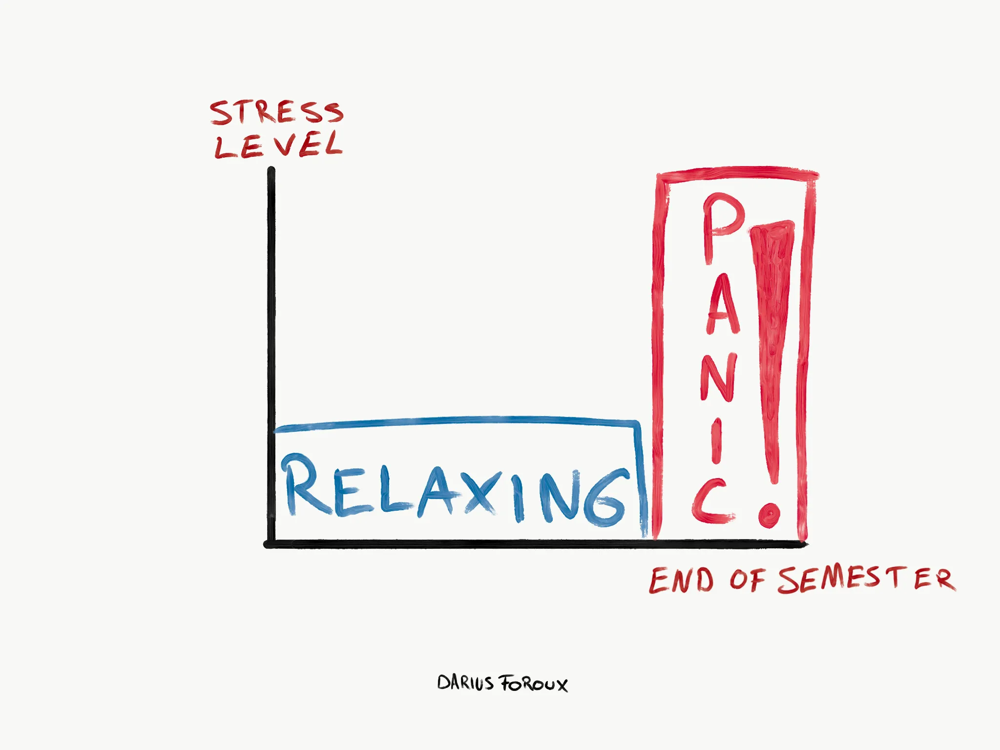 STRESS
LEVEL
PANIC!
RELAXING
END OF SEMESTER
DARIUS FOROUX